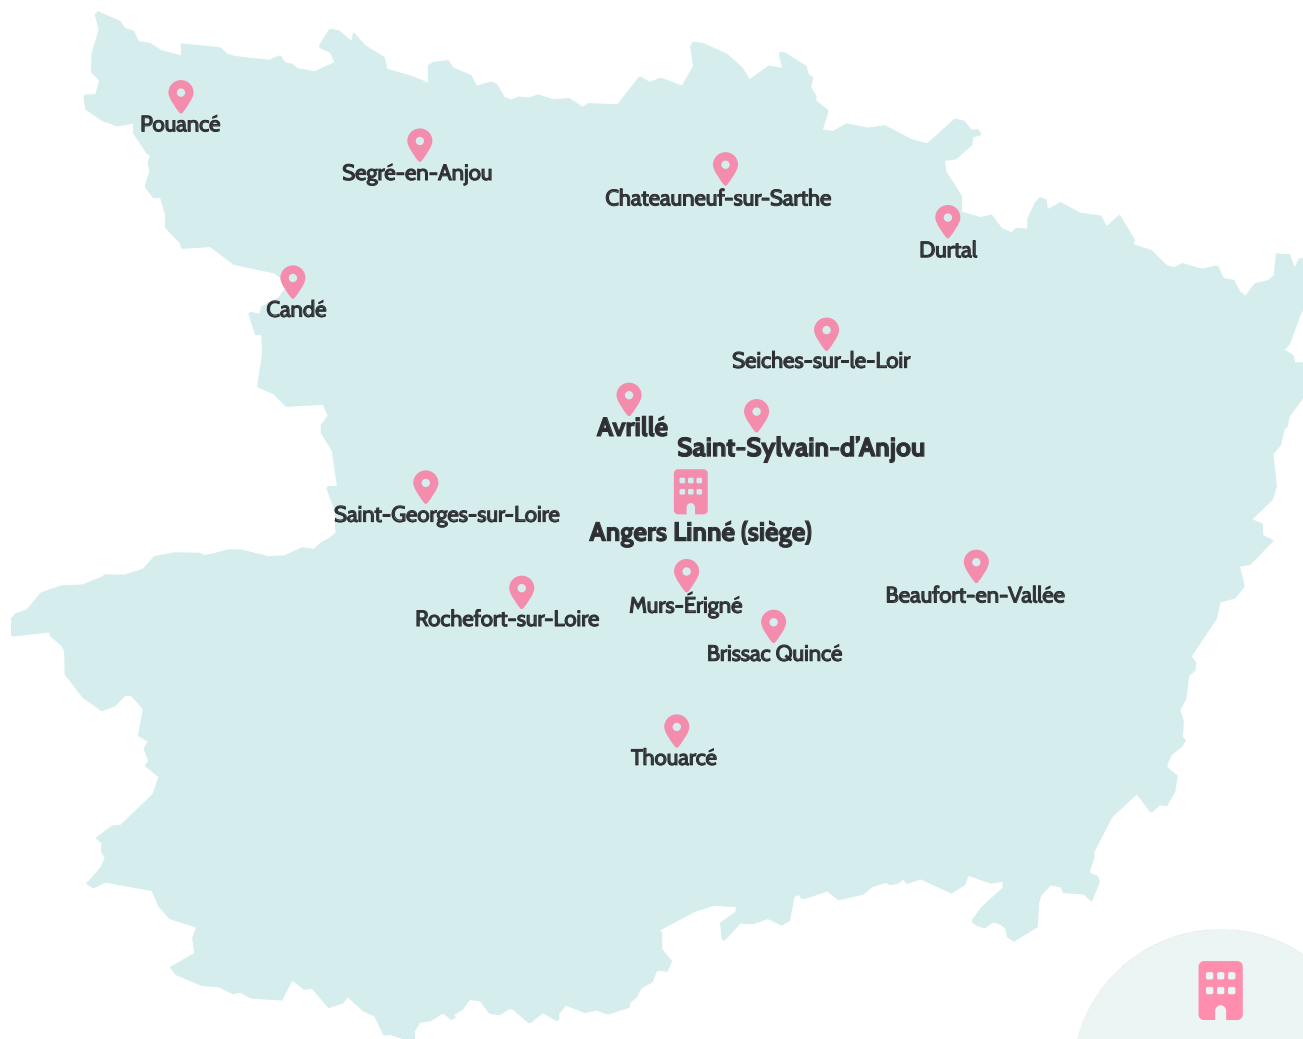 Pouancé
Segré-en-Anjou
Chateauneuf-sur-Sarthe
Durtal
Candé
Seiches-sur-le-Loir
Avrillé
Saint-Sylvain-d’Anjou
Saint-Georges-sur-Loire
Angers Linné (siège)
Beaufort-en-Vallée
Murs-Érigné
Rochefort-sur-Loire
Brissac Quincé
Thouarcé